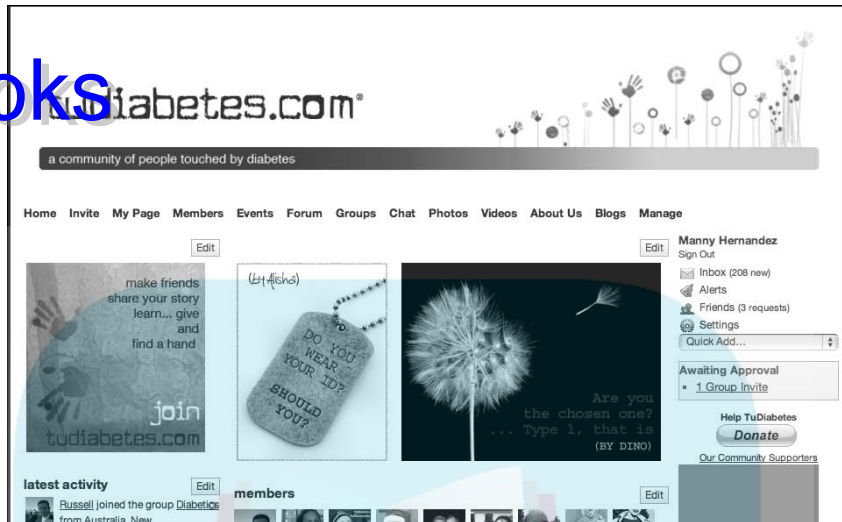 oks
tudiabetes.com
a community of people touched by diabetes
Home Invite My Page Members Events Forum Groups Chat Photos Videos About Us Blogs Manage
Edit
make friends
share your story
learn... give
and
find a hand
join
tudiabetes.com
(by Alisha)
DO YOU
WEAR
YOUR ID?
SHOULD
YOU?
Edit
Are you
the chosen one?
... Type 1, that is
(BY DINO)
Manny Hernandez
Sign Out
Inbox (208 new)
Alerts
Friends (3 requests)
Settings
Quick Add...
Awaiting Approval
1 Group Invite
Help TuDiabetes
Donate
Our Community Supporters
latest activity Edit
Russell joined the group Diabetics
from Australia, New
members Edit